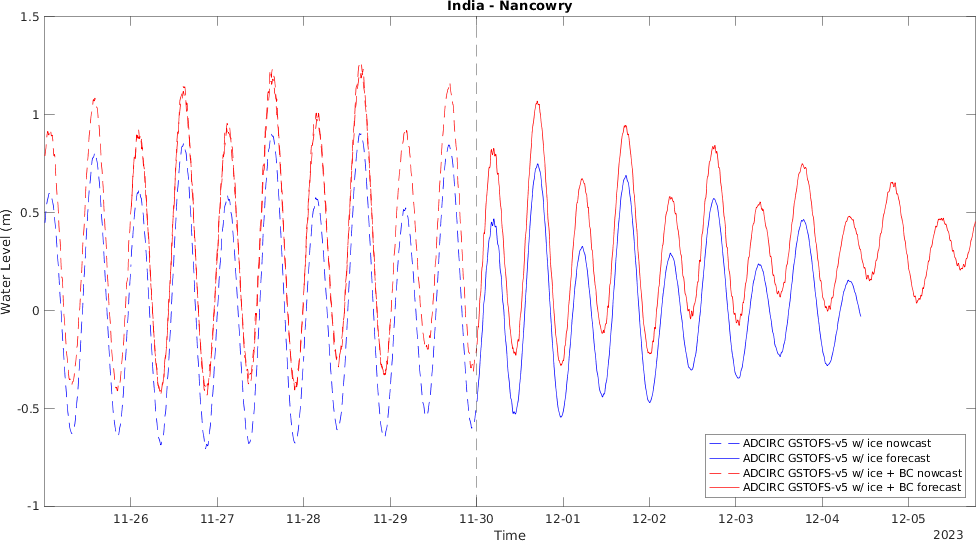 India - Nancowry
1.5
1
0.5
0
-0.5
-1
Water Level (m)
11-26 11-27 11-28 11-29 11-30 12-01 12-02 12-03 12-04 12-05
Time
2023
ADCIRC GSTOFS-v5 w/ ice nowcast
ADCIRC GSTOFS-v5 w/ ice forecast
ADCIRC GSTOFS-v5 w/ ice + BC nowcast
ADCIRC GSTOFS-v5 w/ ice + BC forecast